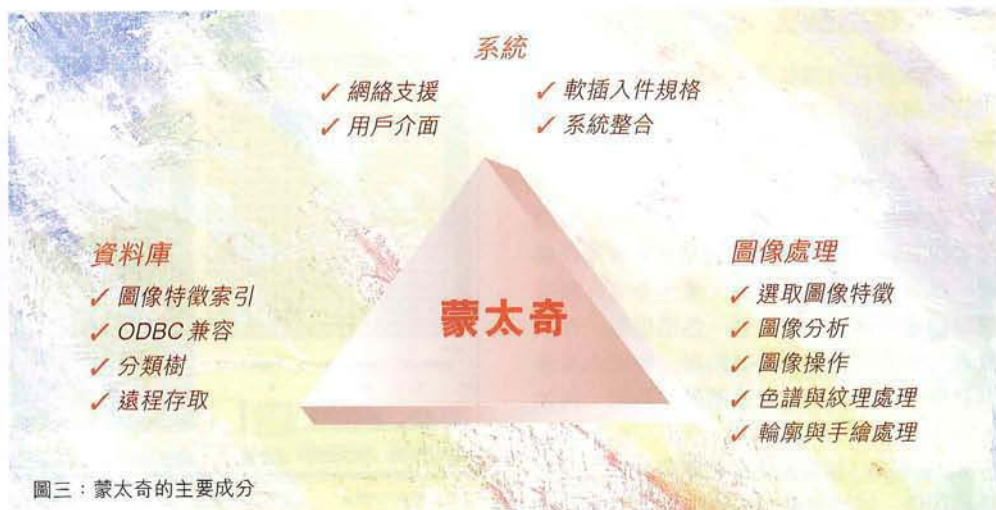 系統
✓ 網絡支援
✓ 軟插入件規格
✓ 用戶介面
✓ 系統整合
資料庫
✓ 圖像特徵索引
✓ ODBC兼容
✓ 分類樹
✓ 遠程存取
蒙太奇
圖像處理
✓ 選取圖像特徵
✓ 圖像分析
✓ 圖像操作
✓ 色譜與紋理處理
✓ 輪廓與手繪處理
圖三：蒙太奇的主要成分